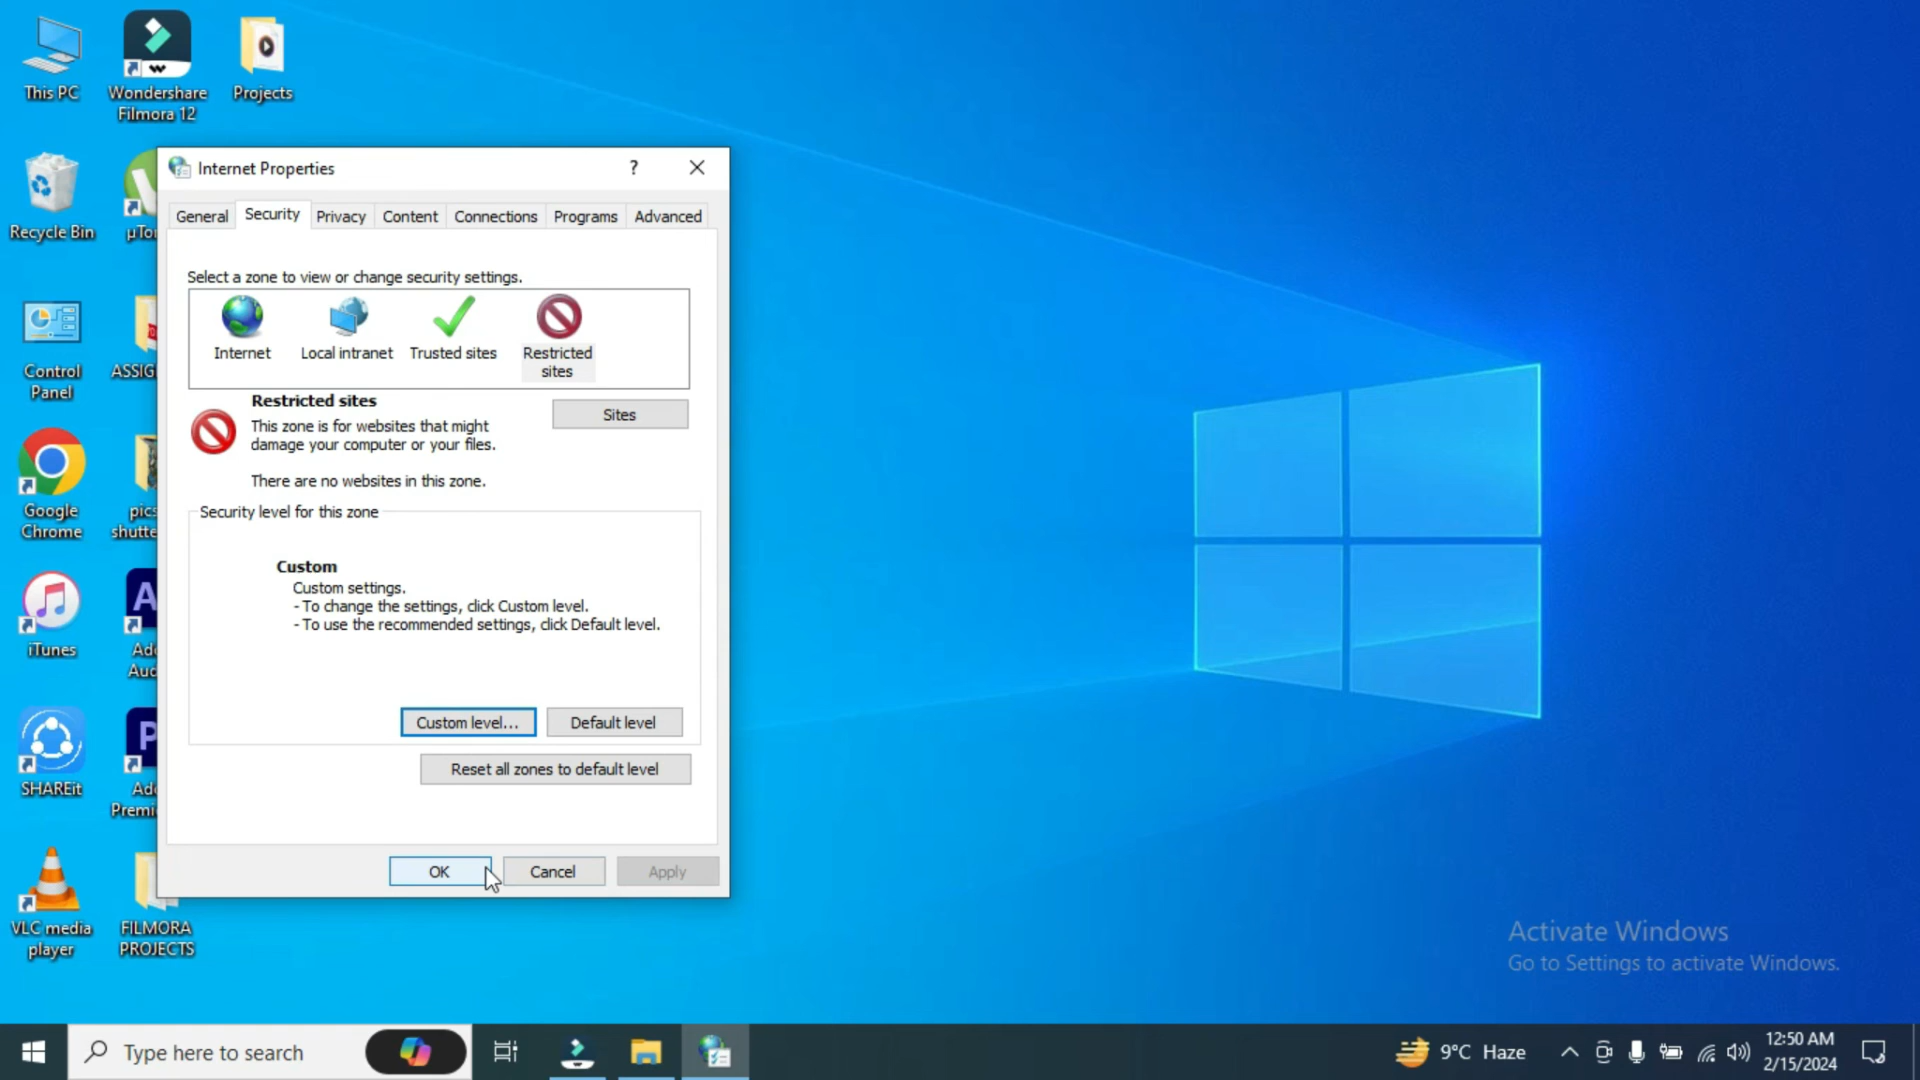 This PC
Wondershare
Filmora 12
Projects
Recycle Bin
µTor
Control
Panel
ASSIG
Google
Chrome
pics
shutte
iTunes
Ado
Aud
SHAREit
Ado
Premi
VLC media
player
FILMORA
PROJECTS
Internet Properties
?
General
Security
Privacy
Content
Connections
Programs
Advanced
Select a zone to view or change security settings.
Internet
Local intranet
Trusted sites
Restricted
sites
Restricted sites
This zone is for websites that might
damage your computer or your files.
There are no websites in this zone.
Sites
Security level for this zone
Custom
Custom settings.
- To change the settings, click Custom level.
- To use the recommended settings, click Default level.
Custom level...
Default level
Reset all zones to default level
OK
Cancel
Apply
Activate Windows
Go to Settings to activate Windows.
Type here to search
9°C Haze
12:50 AM
2/15/2024